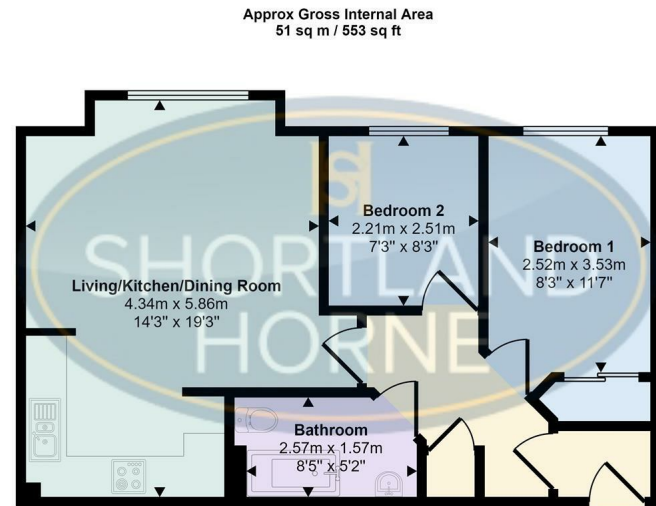 Approx Gross Internal Area
51 sq m / 553 sq ft
SH
SHORTLAND
HORNE
Bedroom 2
2.21m x 2.51m
7'3" x 8'3"
Bedroom 1
2.52m x 3.53m
8'3" x 11'7"
Living/Kitchen/Dining Room
4.34m x 5.86m
14'3" x 19'3"
Bathroom
2.57m x 1.57m
8'5" x 5'2"